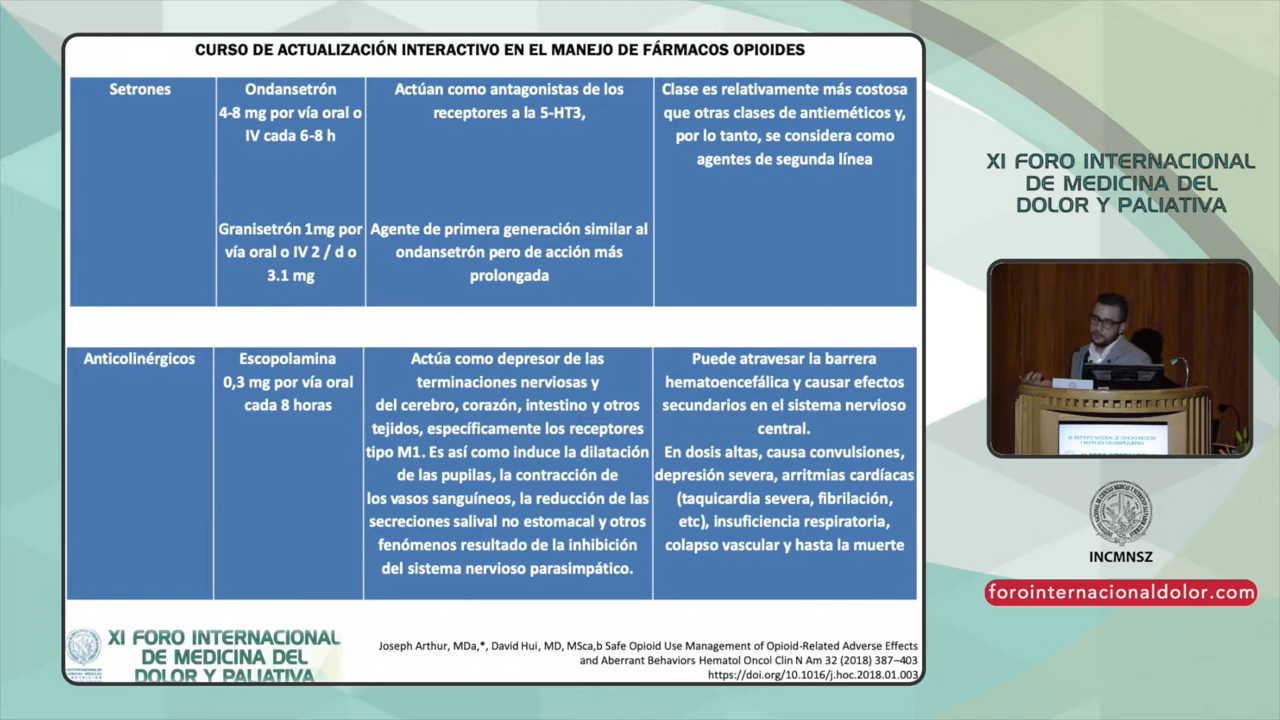 CURSO DE ACTUALIZACIÓN INTERACTIVO EN EL MANEJO DE FÁRMACOS OPIOIDES
Setrones
Ondansetrón
4-8 mg por vía oral o
IV cada 6-8 h
Granisetrón 1mg por
vía oral o IV 2 / d o
3.1 mg
Actúan como antagonistas de los
receptores a la 5-HT3,
Agente de primera generación similar al
ondansetrón pero de acción más
prolongada
Clase es relativamente más costosa
que otras clases de antieméticos y,
por lo tanto, se considera como
agentes de segunda línea
Anticolinérgicos
Escopolamina
0,3 mg por vía oral
cada 8 horas
Actúa como depresor de las
terminaciones nerviosas y
del cerebro, corazón, intestino y otros
tejidos, específicamente los receptores
tipo M1. Es así como induce la dilatación
de las pupilas, la contracción de
los vasos sanguíneos, la reducción de las
secreciones salival no estomacal y otros
fenómenos resultado de la inhibición
del sistema nervioso parasimpático.
Puede atravesar la barrera
hematoencefálica y causar efectos
secundarios en el sistema nervioso
central.
En dosis altas, causa convulsiones,
depresión severa, arritmias cardíacas
(taquicardia severa, fibrilación,
etc), insuficiencia respiratoria,
colapso vascular y hasta la muerte
XI FORO INTERNACIONAL
DE MEDICINA DEL
DOLOR Y PALIATIVA
Joseph Arthur, MDa,*, David Hui, MD, MSca,b Safe Opioid Use Management of Opioid-Related Adverse Effects
and Aberrant Behaviors Hematol Oncol Clin N Am 32 (2018) 387–403
https://doi.org/10.1016/j.hoc.2018.01.003
XI FORO INTERNACIONAL
DE MEDICINA DEL
DOLOR Y PALIATIVA
INCMNSZ
forointernacionaldolor.com